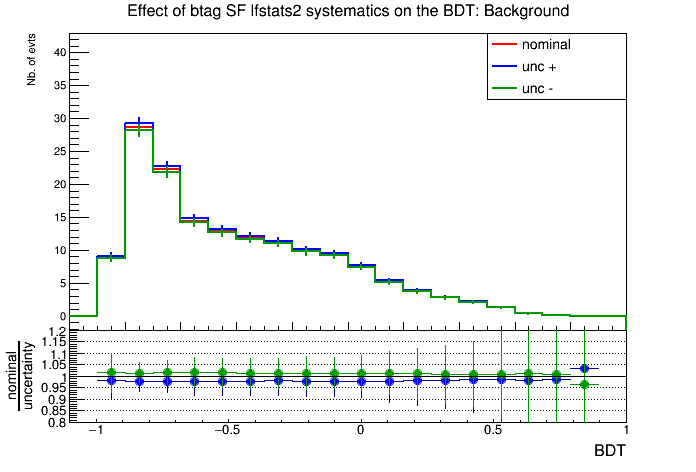 Effect of btag SF lfstats2 systematics on the BDT: Background
Nb. of evts
40
35
30
25
20
15
10
5
0
nominal
unc +
unc -
nominal
uncertainty
1.2
1.15
1.1
1.05
1
0.95
0.9
0.85
0.8
−1
−0.5
0
0.5
1
BDT